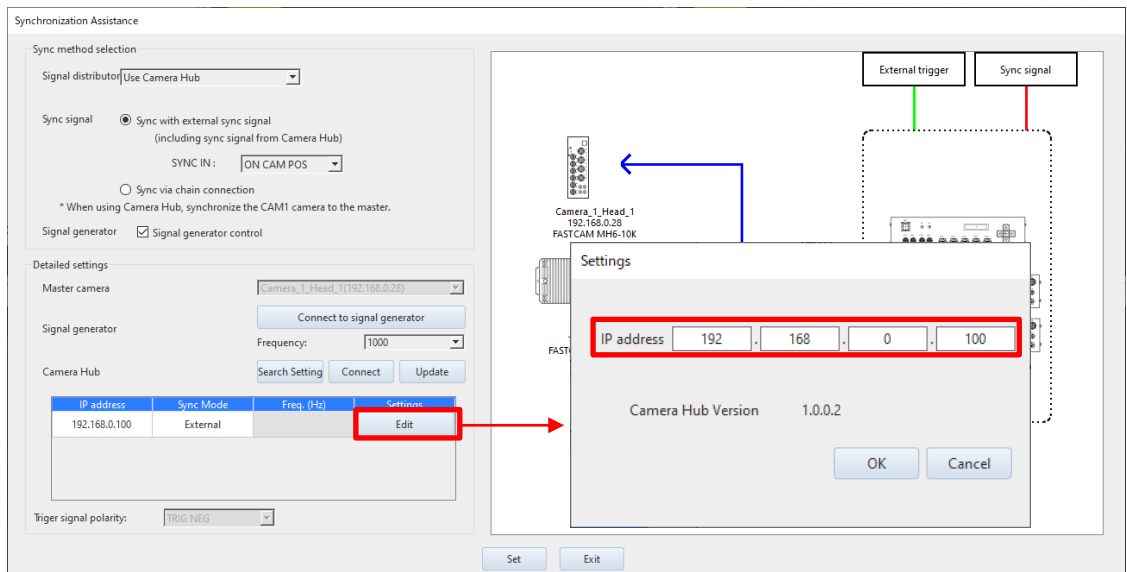 Synchronization Assistance
Sync method selection
Signal distributor Use Camera Hub
Sync signal Sync with external sync signal
(including sync signal from Camera Hub)
SYNC IN : ON CAM POS
Sync via chain connection
* When using Camera Hub, synchronize the CAM1 camera to the master.
Signal generator Signal generator control
Detailed settings
Master camera Camera_1_Head_1(192.168.0.28)
Signal generator
Connect to signal generator
Frequency: 1000
Camera Hub Search Setting Connect Update
IP address Sync Mode Freq. (Hz) Settings
192.168.0.100 External Edit
Triger signal polarity: TRIG NEG
External trigger Sync signal
Camera_1_Head_1
192.168.0.28
FASTCAM MH6-10K
Settings
IP address 192 . 168 . 0 . 100
Camera Hub Version 1.0.0.2
OK Cancel
Set Exit